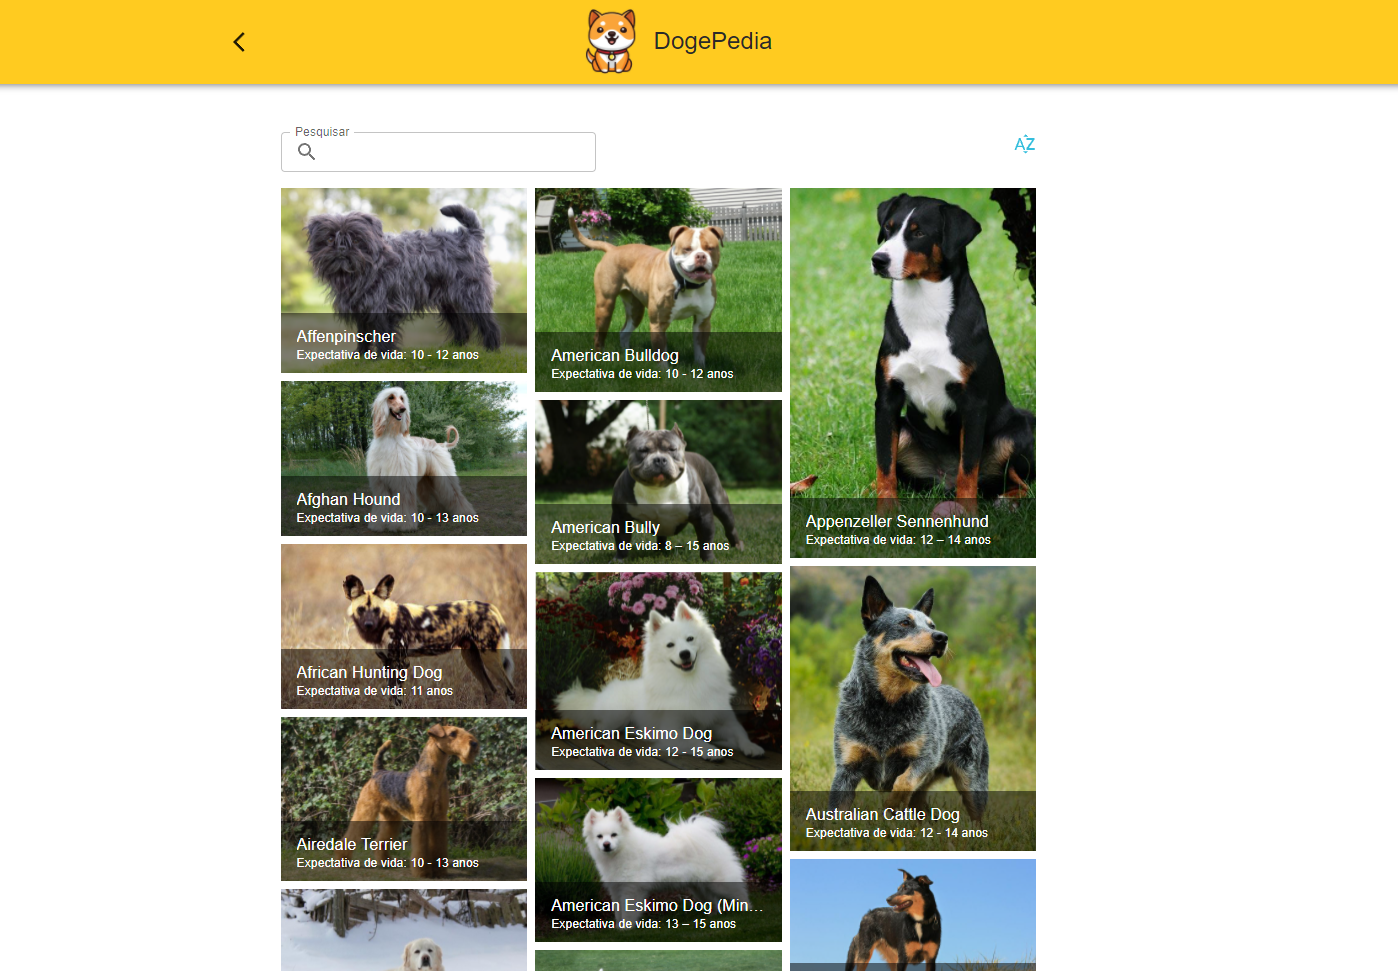 DogePedia
Pesquisar
AZ
Affenpinscher
Expectativa de vida: 10 - 12 anos
Afghan Hound
Expectativa de vida: 10 - 13 anos
African Hunting Dog
Expectativa de vida: 11 anos
Airedale Terrier
Expectativa de vida: 10 - 13 anos
American Bulldog
Expectativa de vida: 10 - 12 anos
American Bully
Expectativa de vida: 8 – 15 anos
American Eskimo Dog
Expectativa de vida: 12 - 15 anos
American Eskimo Dog (Min...
Expectativa de vida: 13 – 15 anos
Appenzeller Sennenhund
Expectativa de vida: 12 – 14 anos
Australian Cattle Dog
Expectativa de vida: 12 - 14 anos